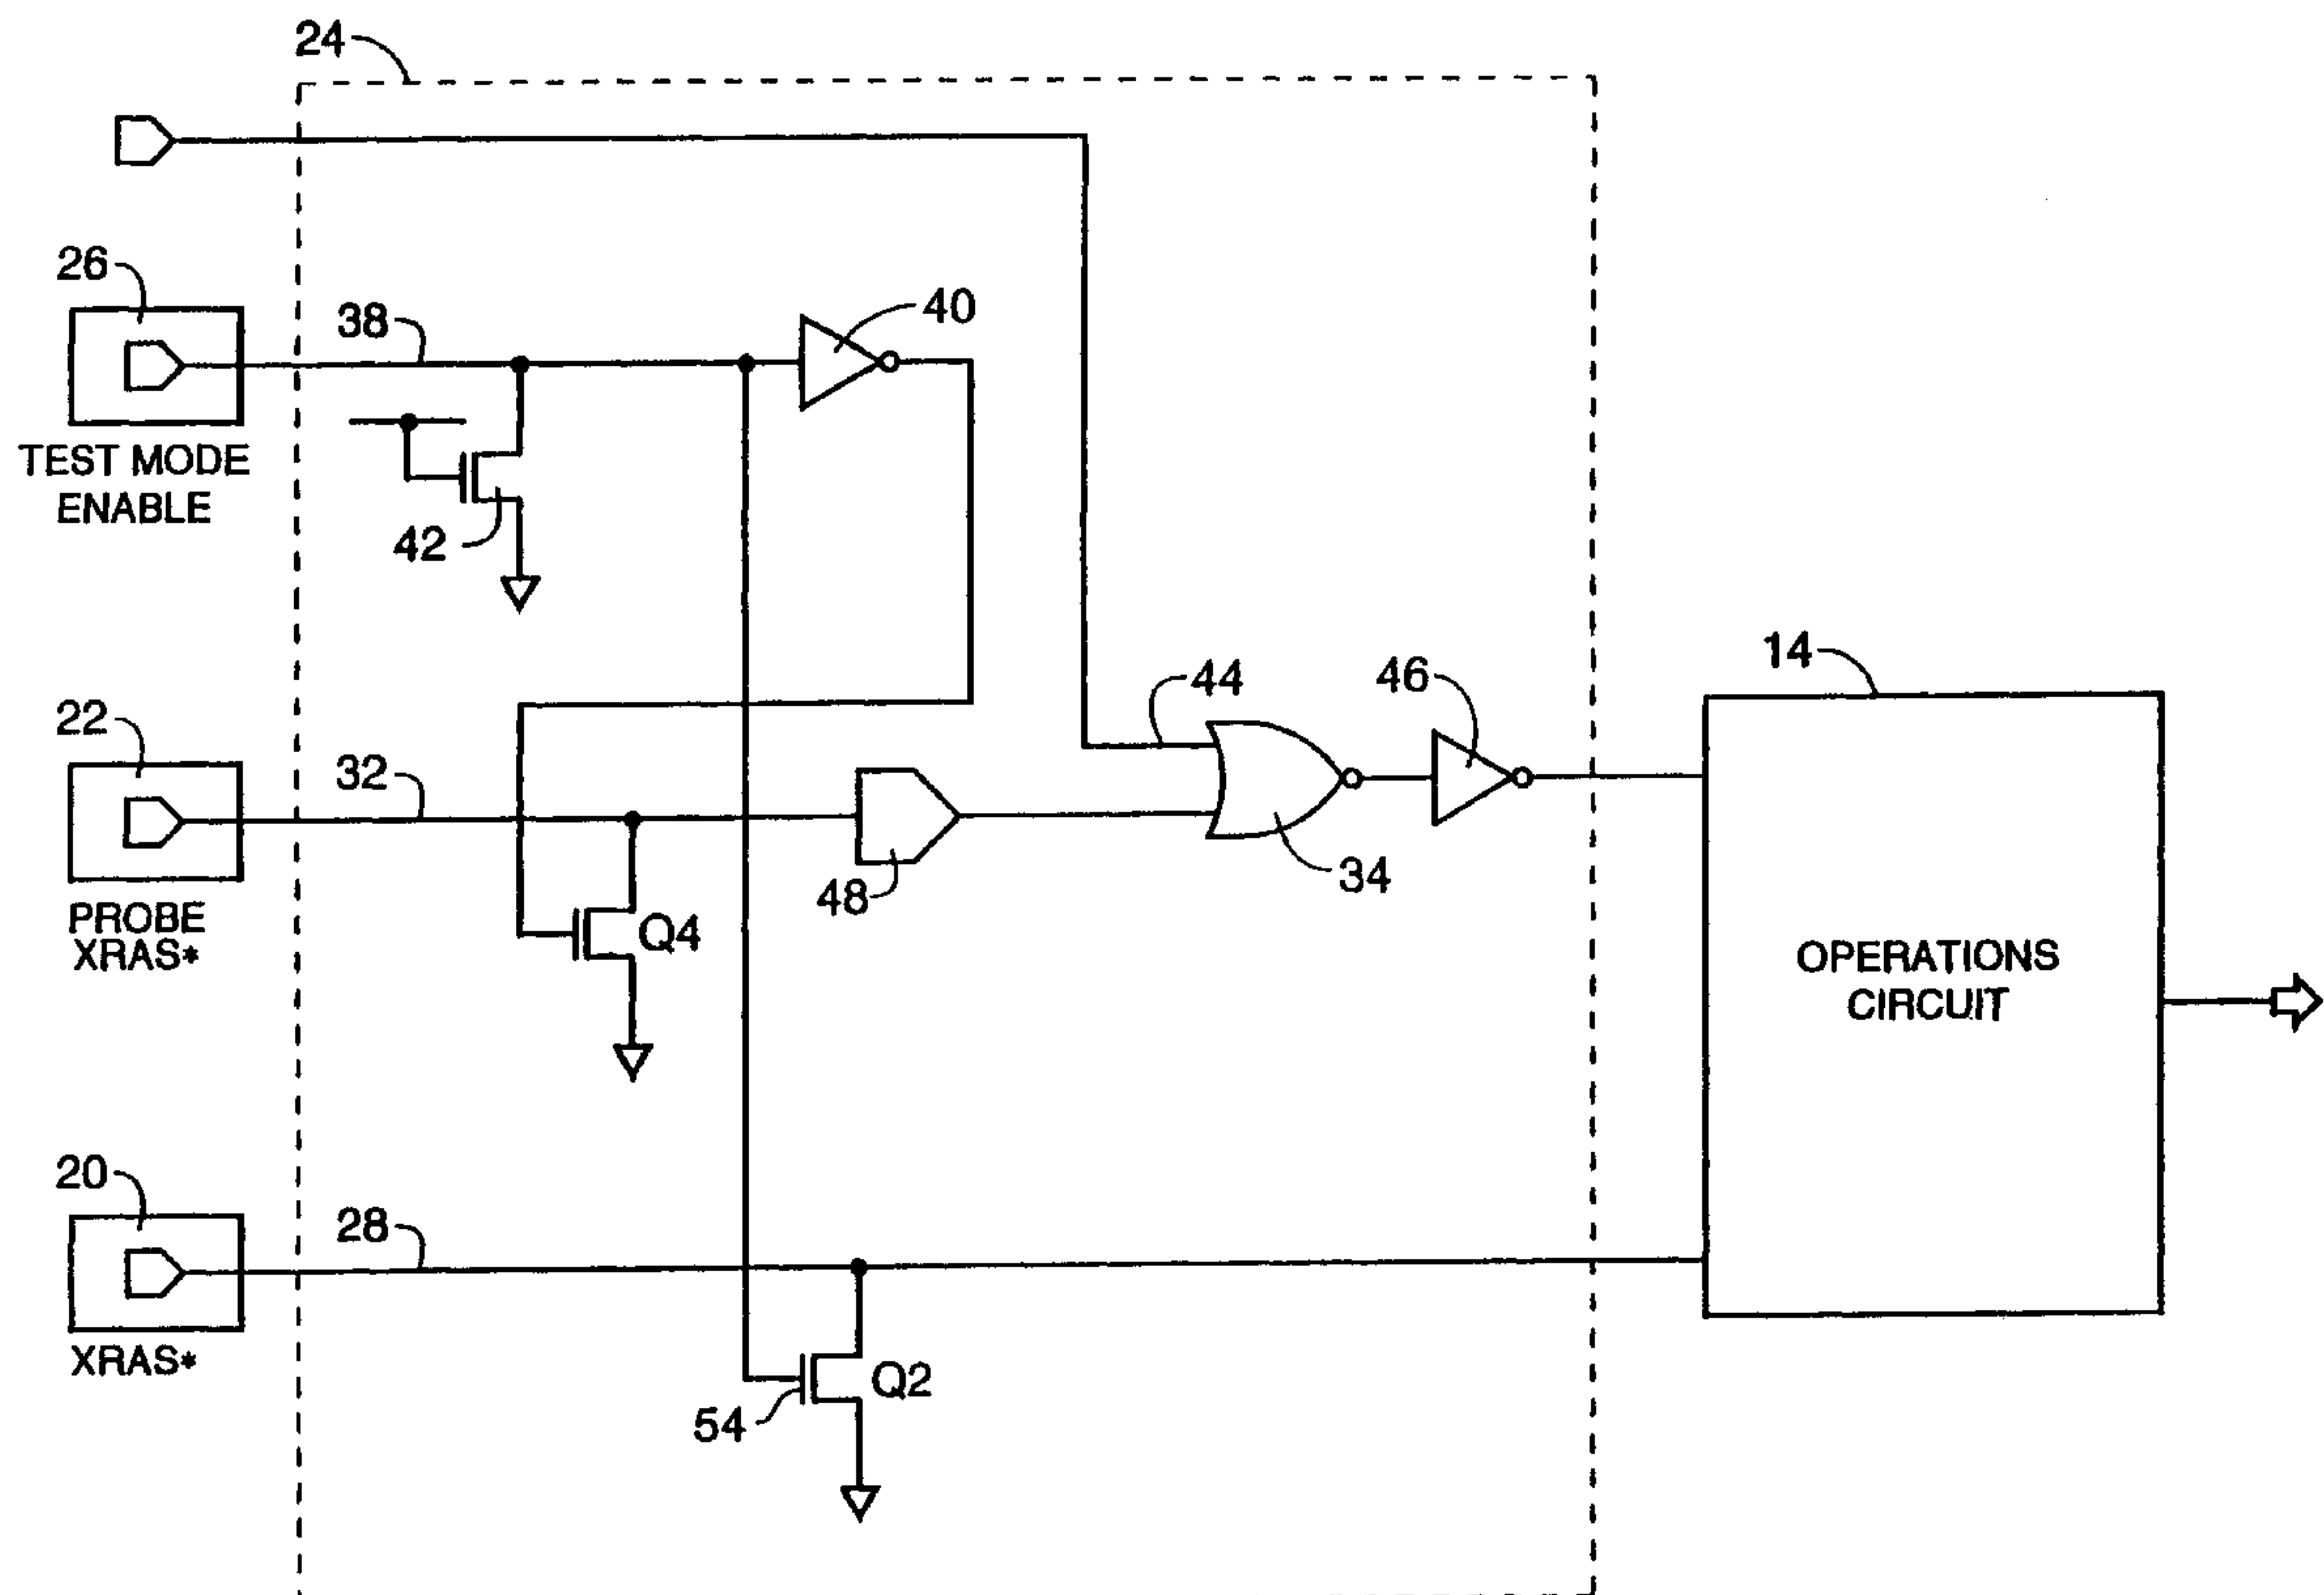 24
26
38
40
TEST MODE
ENABLE
42
22
32
44
46
14
PROBE
XRAS*
48
34
Q4
OPERATIONS
CIRCUIT
20
28
XRAS*
Q2
54